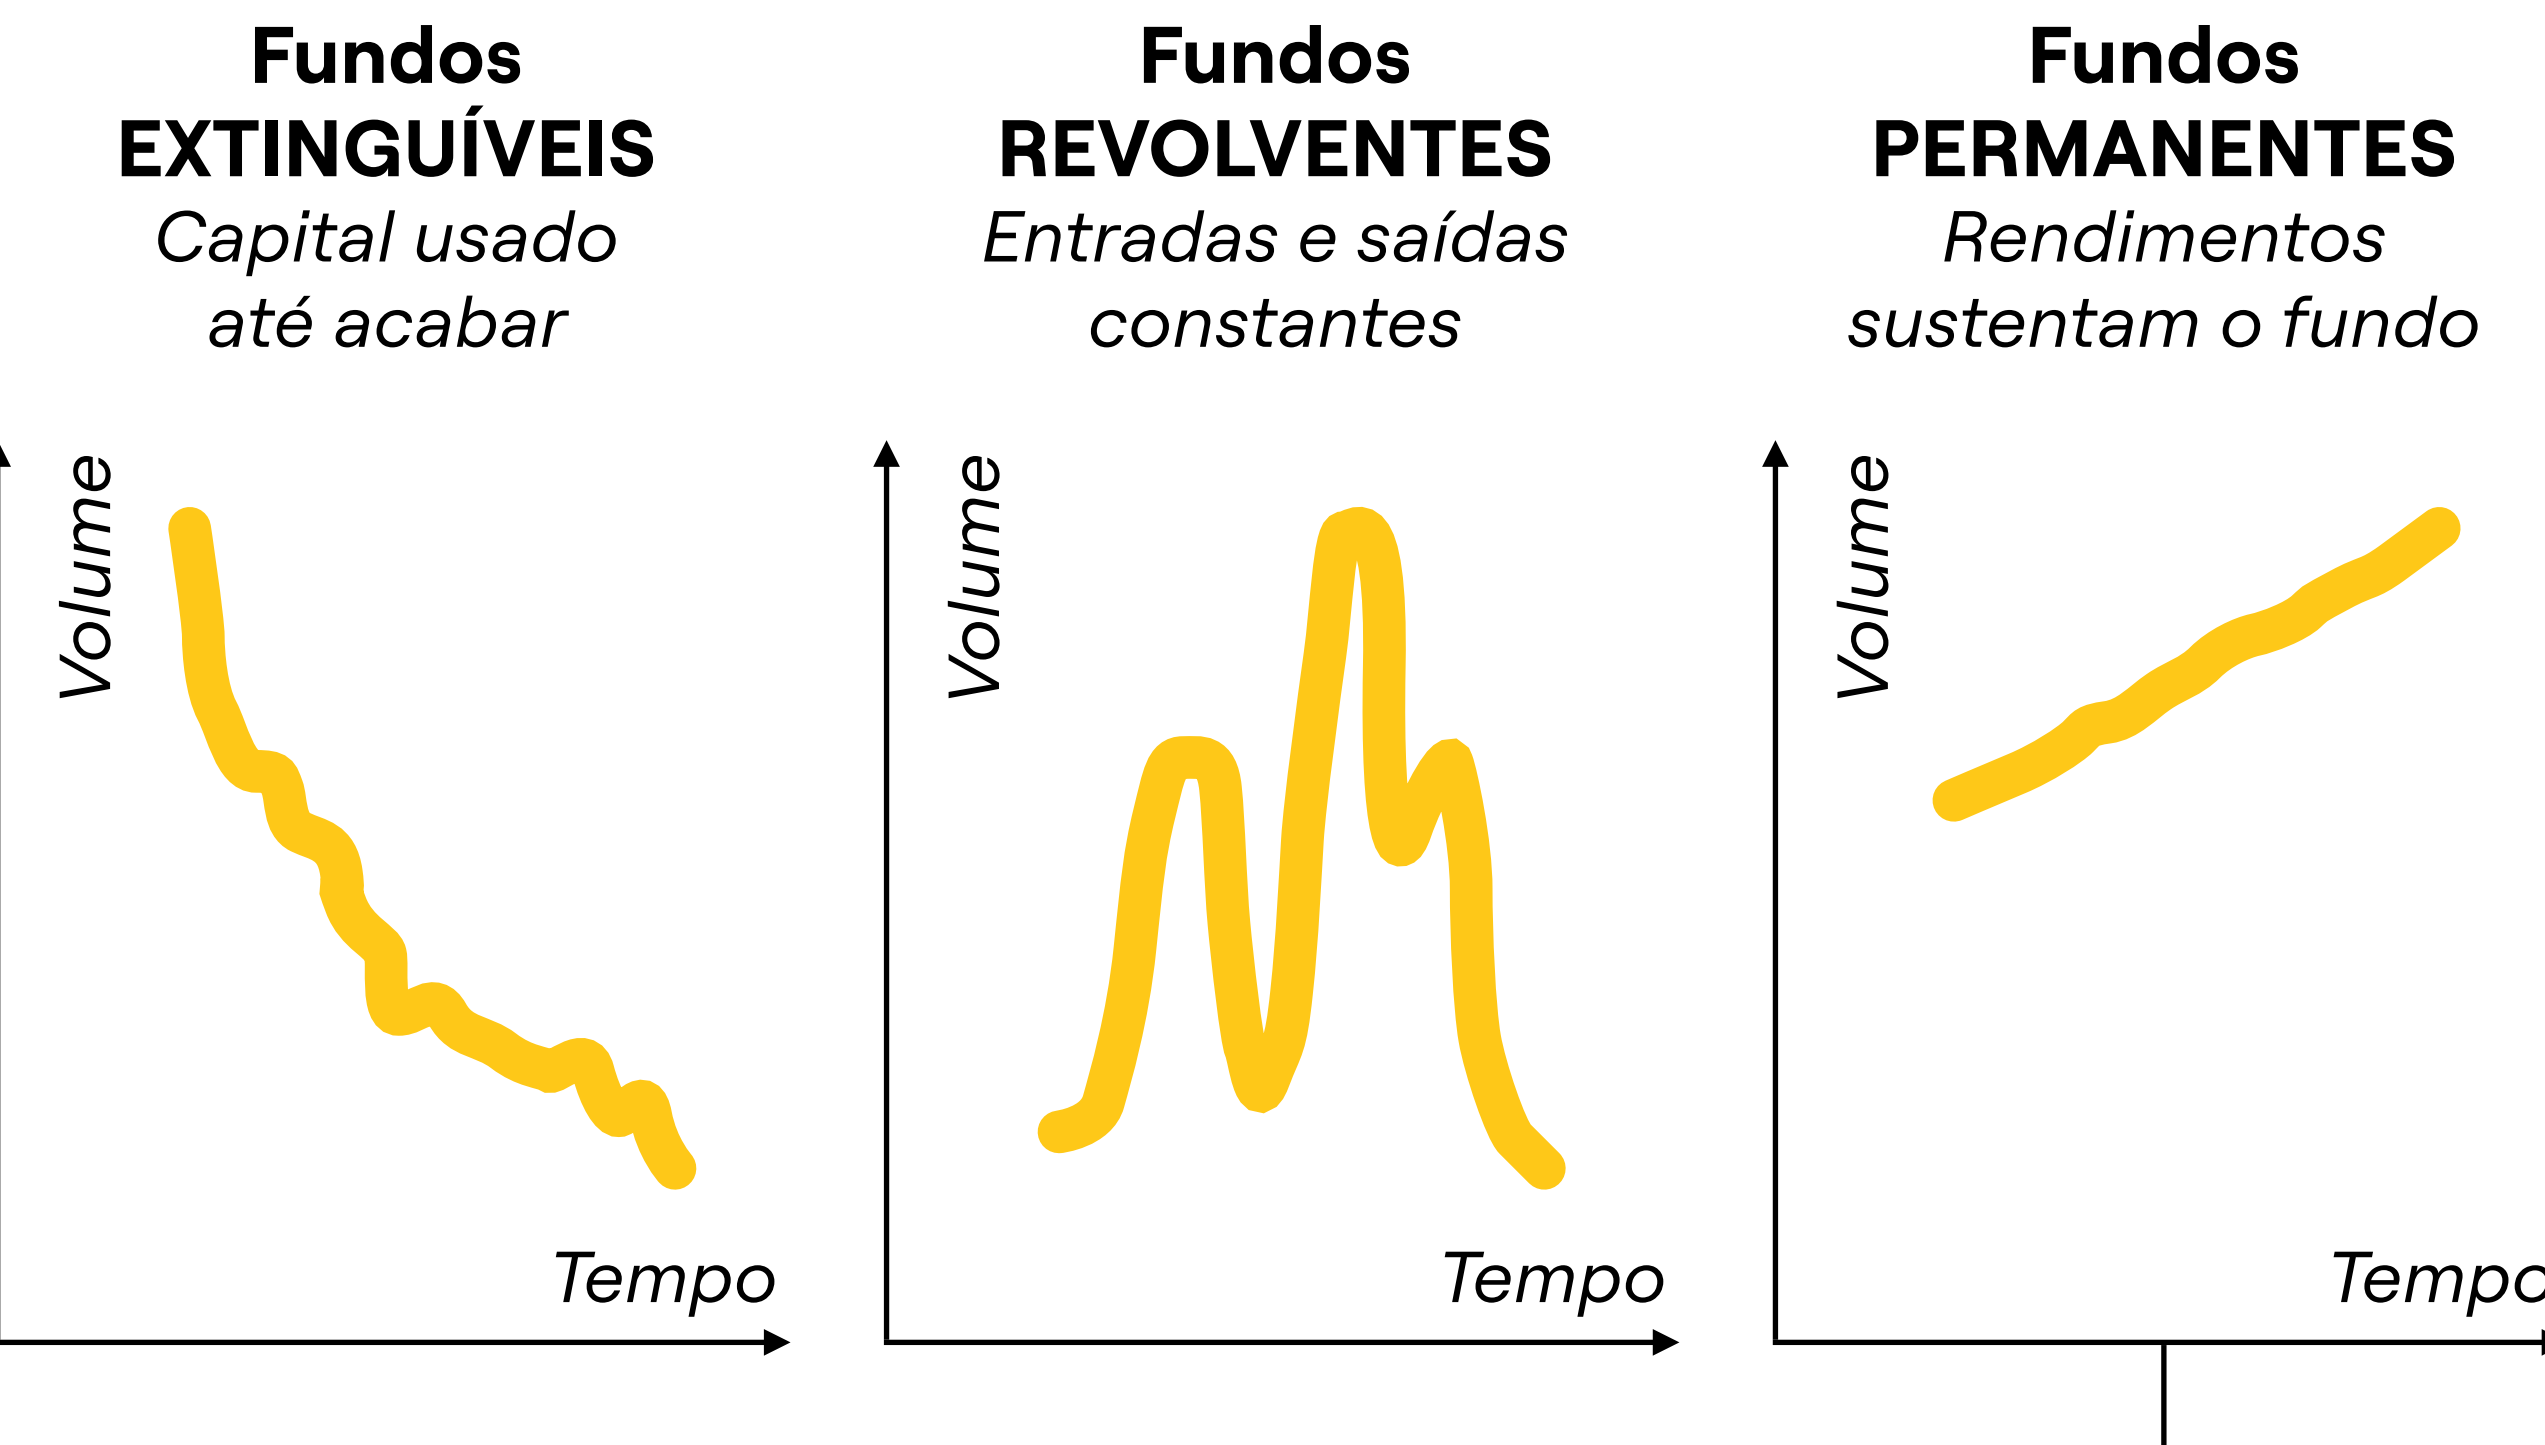 Fundos
EXTINGUÍVEIS
Capital usado
até acabar
Volume
Tempo
Fundos
REVOLVENTES
Entradas e saídas
constantes
Volume
Tempo
Fundos
PERMANENTES
Rendimentos
sustentam o fundo
Volume
Tempo